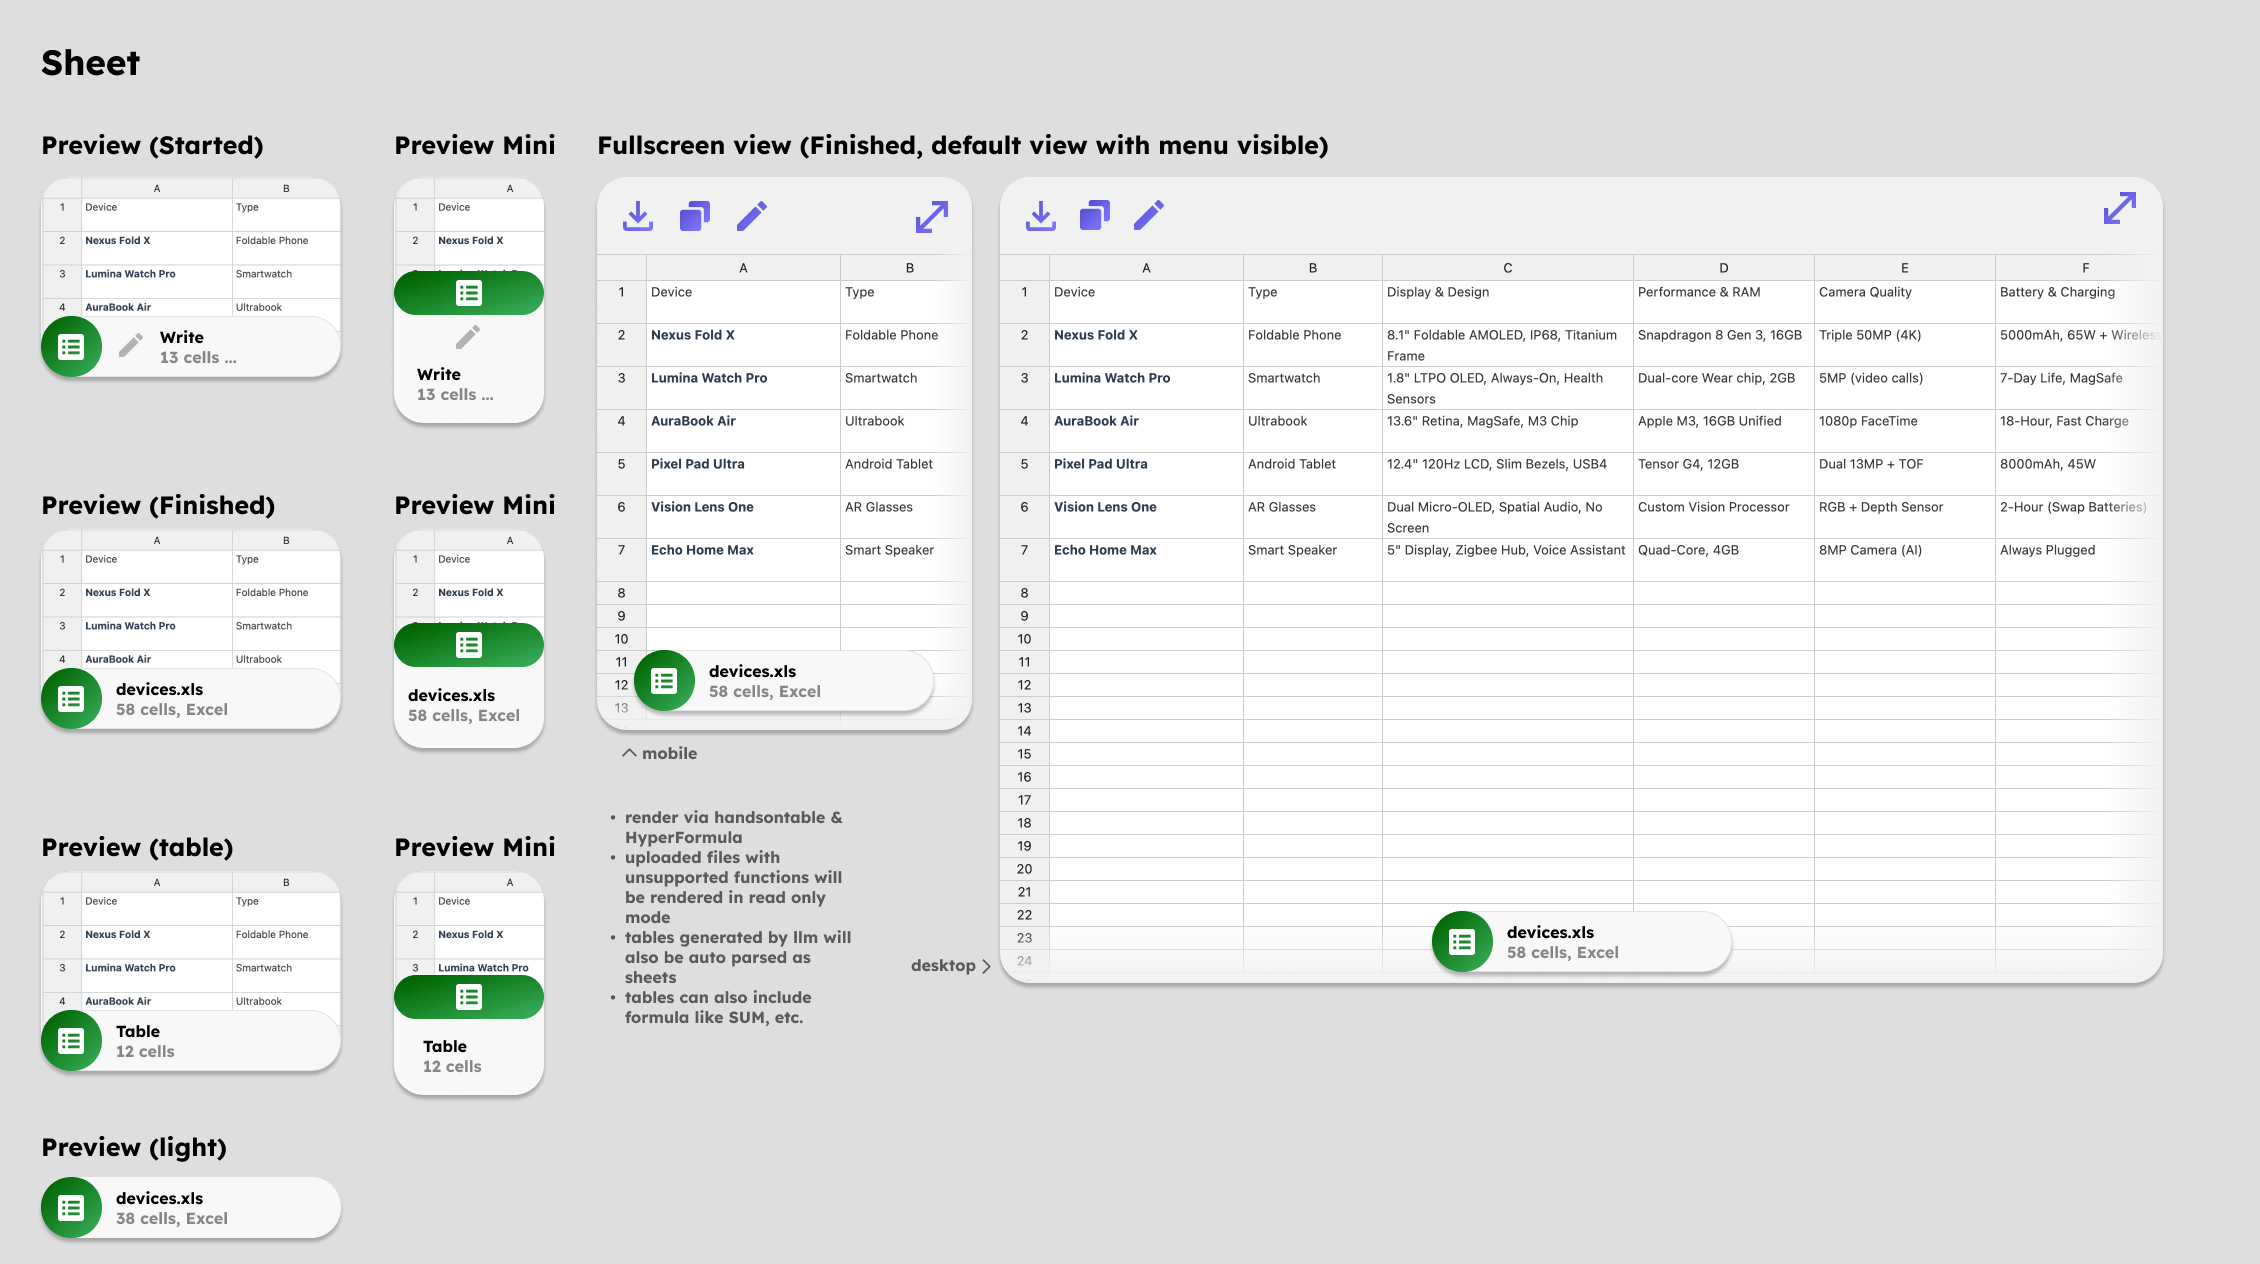 Sheet
Preview (Started)
A B
1 Device Type
2 Nexus Fold X Foldable Phone
3 Lumina Watch Pro Smartwatch
4 AuraBook Air Ultrabook
Write
13 cells ...
Preview Mini
A
1 Device
2 Nexus Fold X
Write
13 cells ...
Preview (Finished)
A B
1 Device Type
2 Nexus Fold X Foldable Phone
3 Lumina Watch Pro Smartwatch
4 AuraBook Air Ultrabook
devices.xls
58 cells, Excel
Preview Mini
A
1 Device
2 Nexus Fold X
devices.xls
58 cells, Excel
Preview (table)
A B
1 Device Type
2 Nexus Fold X Foldable Phone
3 Lumina Watch Pro Smartwatch
4 AuraBook Air Ultrabook
Table
12 cells
Preview Mini
A
1 Device
2 Nexus Fold X
3 Lumina Watch Pro
Table
12 cells
Preview (light)
devices.xls
38 cells, Excel
Fullscreen view (Finished, default view with menu visible)
A B
1 Device Type
2 Nexus Fold X Foldable Phone
3 Lumina Watch Pro Smartwatch
4 AuraBook Air Ultrabook
5 Pixel Pad Ultra Android Tablet
6 Vision Lens One AR Glasses
7 Echo Home Max Smart Speaker
8
9
10
11
12
13
devices.xls
58 cells, Excel
mobile
• render via handsontable &
HyperFormula
• uploaded files with
unsupported functions will
be rendered in read only
mode
• tables generated by llm will
also be auto parsed as
sheets
• tables can also include
formula like SUM, etc.
desktop
A B C D E F
1 Device Type Display & Design Performance & RAM Camera Quality Battery & Charging
2 Nexus Fold X Foldable Phone 8.1" Foldable AMOLED, IP68, Titanium Snapdragon 8 Gen 3, 16GB Triple 50MP (4K) 5000mAh, 65W + Wireless
Frame
3 Lumina Watch Pro Smartwatch 1.8" LTPO OLED, Always-On, Health Dual-core Wear chip, 2GB 5MP (video calls) 7-Day Life, MagSafe
Sensors
4 AuraBook Air Ultrabook 13.6" Retina, MagSafe, M3 Chip Apple M3, 16GB Unified 1080p FaceTime 18-Hour, Fast Charge
5 Pixel Pad Ultra Android Tablet 12.4" 120Hz LCD, Slim Bezels, USB4 Tensor G4, 12GB Dual 13MP + TOF 8000mAh, 45W
6 Vision Lens One AR Glasses Dual Micro-OLED, Spatial Audio, No Custom Vision Processor RGB + Depth Sensor 2-Hour (Swap Batteries)
Screen
7 Echo Home Max Smart Speaker 5" Display, Zigbee Hub, Voice Assistant Quad-Core, 4GB 8MP Camera (AI) Always Plugged
8
9
10
11
12
13
14
15
16
17
18
19
20
21
22
23
24
devices.xls
58 cells, Excel